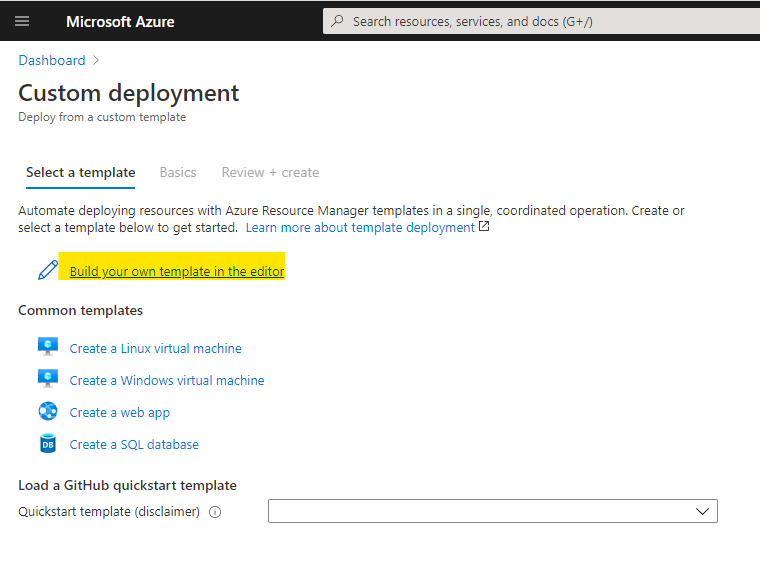 Microsoft Azure
Search resources, services, and docs (G+/)
Dashboard
Custom deployment
Deploy from a custom template
Select a template Basics Review + create
Automate deploying resources with Azure Resource Manager templates in a single, coordinated operation. Create or
select a template below to get started. Learn more about template deployment
Build your own template in the editor
Common templates
Create a Linux virtual machine
Create a Windows virtual machine
Create a web app
DB Create a SQL database
Load a GitHub quickstart template
Quickstart template (disclaimer)